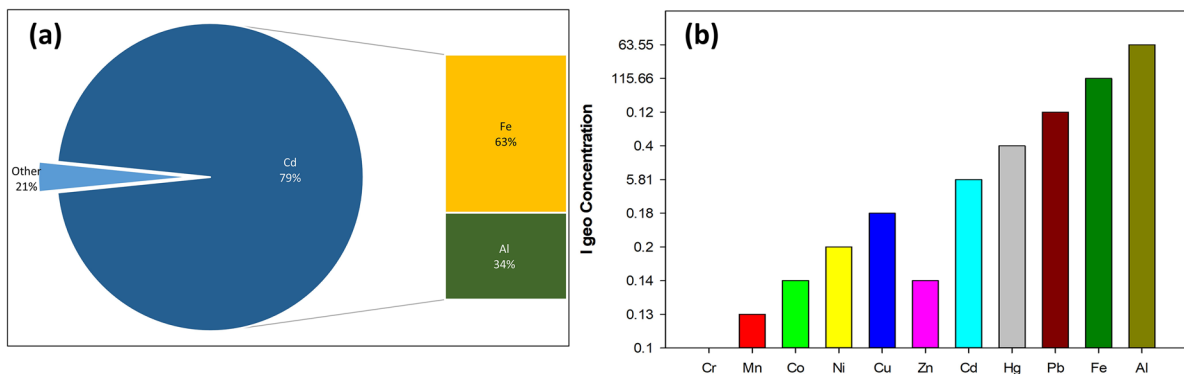 (a)
Other
21%
Cd
79%
Fe
63%
Al
34%
(b)
I geo Concentration
63.55
115.66
0.12
0.4
5.81
0.18
0.2
0.14
0.13
0.1
Cr Mn Co Ni Cu Zn Cd Hg Pb Fe Al